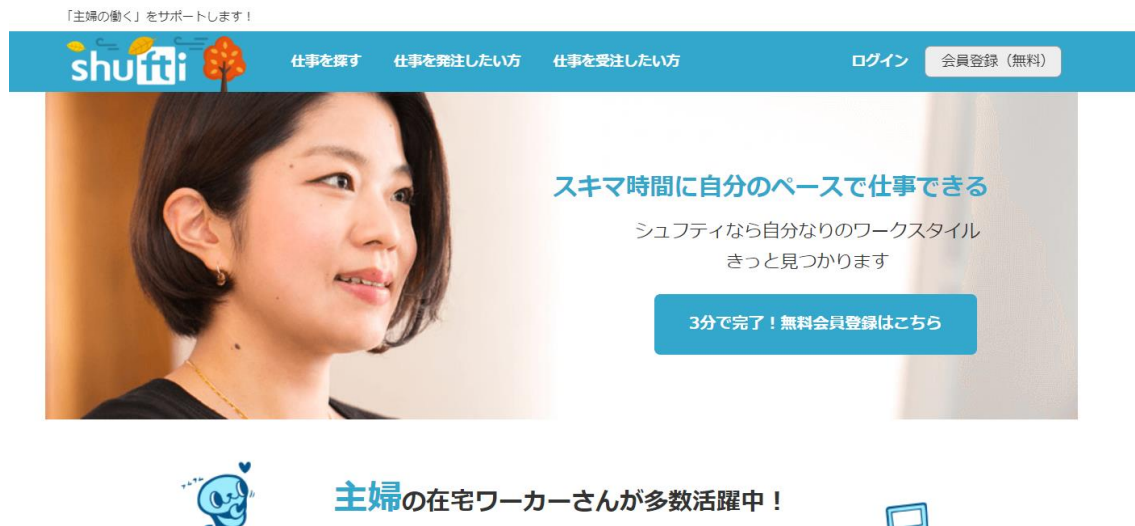 「主婦の働く」をサポートします！
shufti 仕事を探す 仕事を発注したい方 仕事を受注したい方 ログイン 会員登録（無料）
スキマ時間に自分のペースで仕事できる
シュフティなら自分なりのワークスタイル
きっと見つかります
3分で完了！無料会員登録はこちら
主婦の在宅ワーカーさんが多数活躍中！